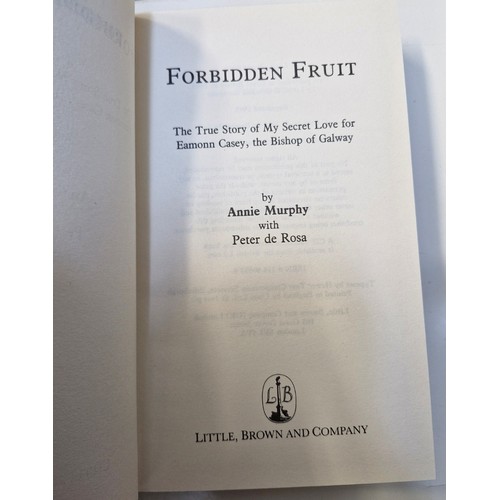 FORBIDDEN FRUIT
The True Story of My Secret Love for
Eamonn Casey, the Bishop of Galway
by
Annie Murphy
with
Peter de Rosa
L B
LITTLE, BROWN AND COMPANY